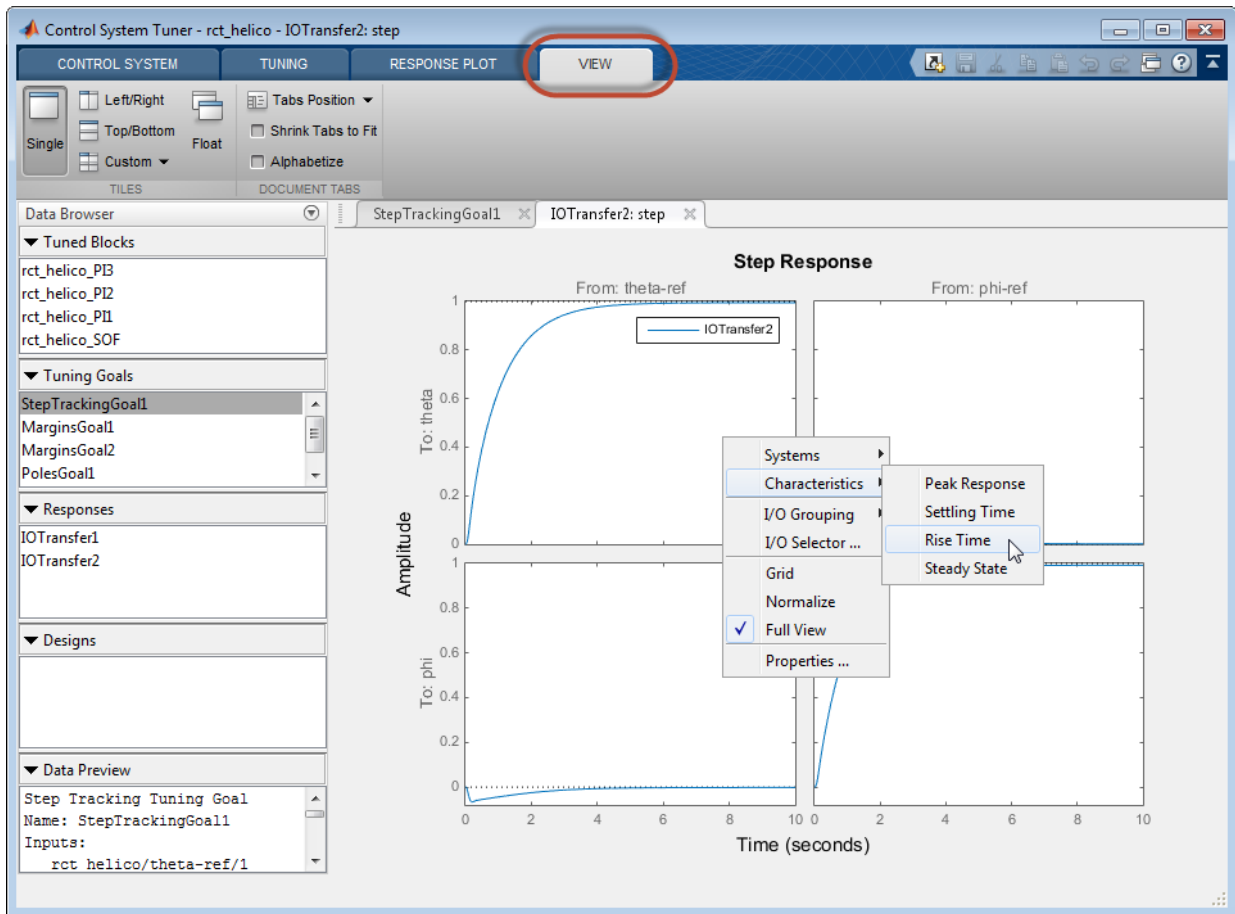 Control System Tuner - rct_helico - IOTransfer2: step
CONTROL SYSTEM TUNING RESPONSE PLOT VIEW
Single
Left/Right
Top/Bottom
Custom
Float
TILES
Tabs Position
Shrink Tabs to Fit
Alphabetize
DOCUMENT TABS
Data Browser
Tuned Blocks
rct_helico_PI3
rct_helico_PI2
rct_helico_PI1
rct_helico_SOF
Tuning Goals
StepTrackingGoal1
MarginsGoal1
MarginsGoal2
PolesGoal1
Responses
IOTransfer1
IOTransfer2
Designs
Data Preview
Step Tracking Tuning Goal
Name: StepTrackingGoal1
Inputs:
rct_helico/theta-ref/1
StepTrackingGoal1 IOTransfer2: step
Step Response
From: theta-ref From: phi-ref
IOTransfer2
1
0.8
0.6
0.4
0.2
0
To: theta
Amplitude
1
0.8
0.6
0.4
0.2
0
To: phi
0 2 4 6 8 10 0 2 4 6 8 10
Time (seconds)
Systems
Characteristics
I/O Grouping
I/O Selector ...
Grid
Normalize
Full View
Properties ...
Peak Response
Settling Time
Rise Time
Steady State